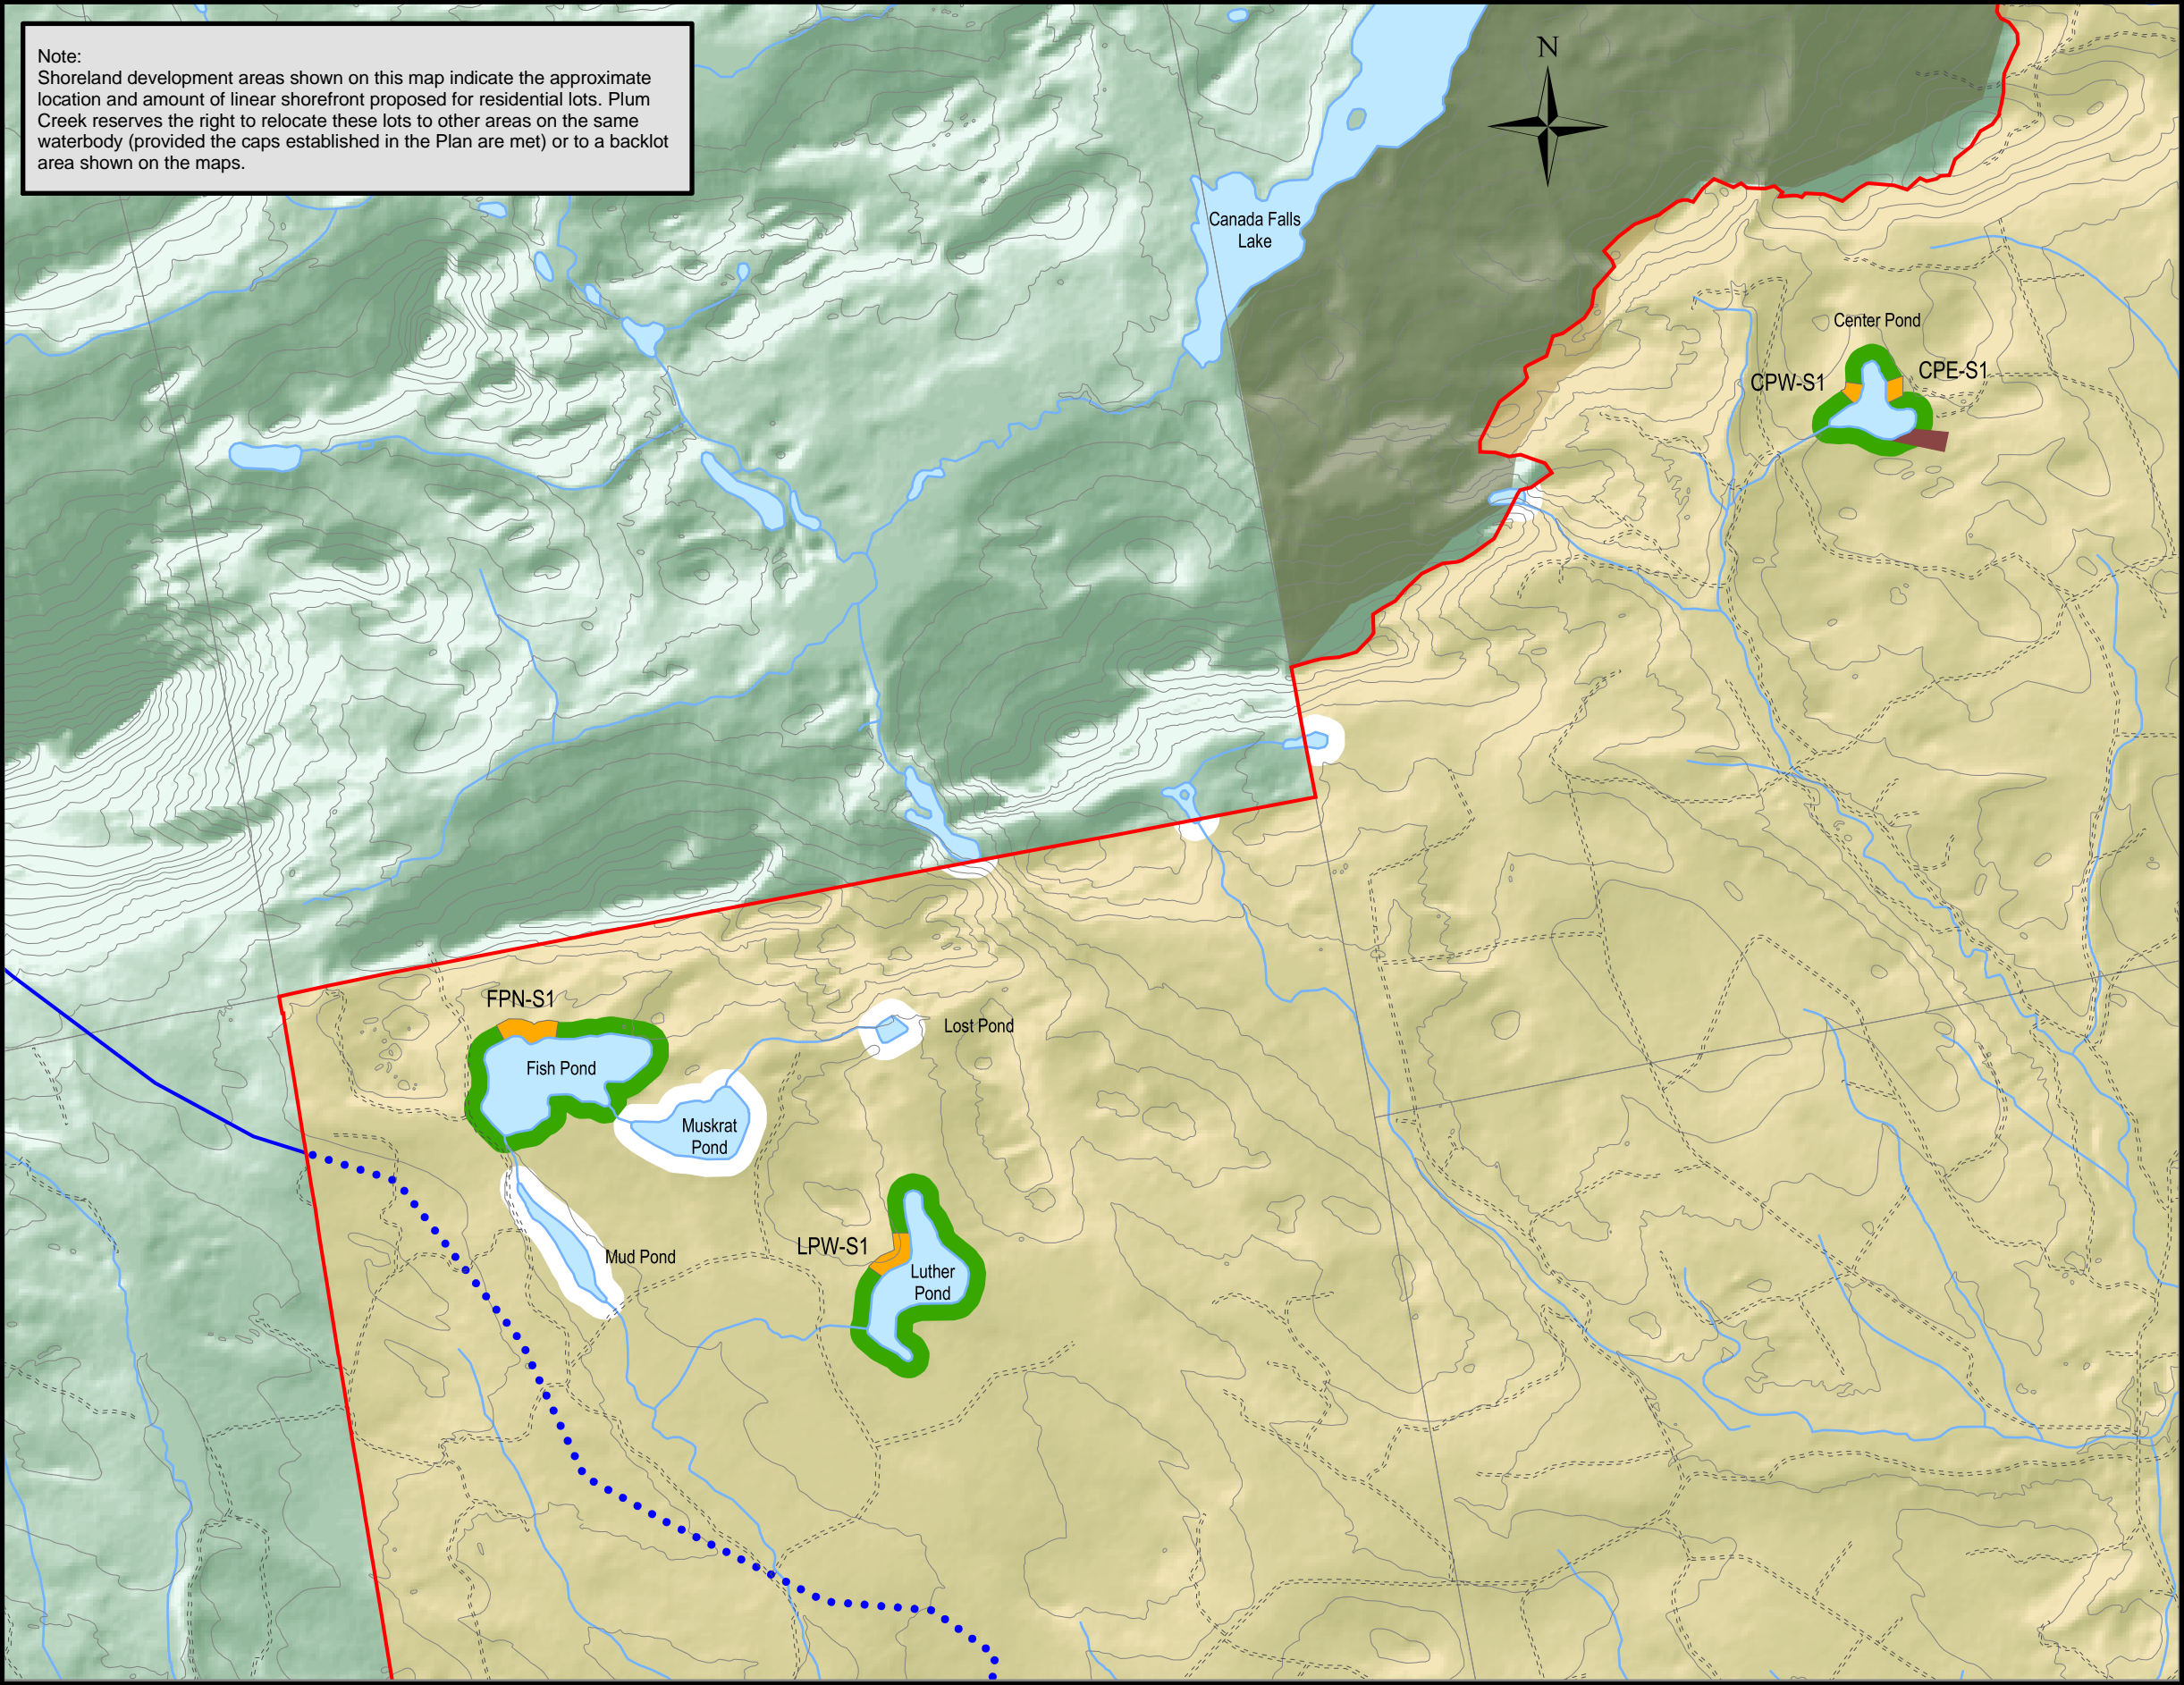 Note:
Shoreland development areas shown on this map indicate the approximate
location and amount of linear shorefront proposed for residential lots. Plum
Creek reserves the right to relocate these lots to other areas on the same
waterbody (provided the caps established in the Plan are met) or to a backlot
area shown on the maps.
N
Canada Falls
Lake
Center Pond
CPW-S1
CPE-S1
FPN-S1
Fish Pond
Lost Pond
Muskrat
Pond
Mud Pond
LPW-S1
Luther
Pond